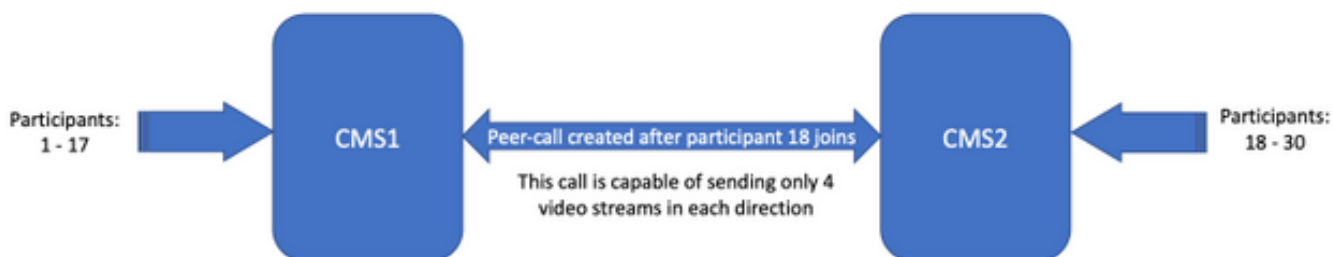 Participants:
1 - 17
CMS1
Peer-call created after participant 18 joins
This call is capable of sending only 4
video streams in each direction
CMS2
Participants:
18 - 30